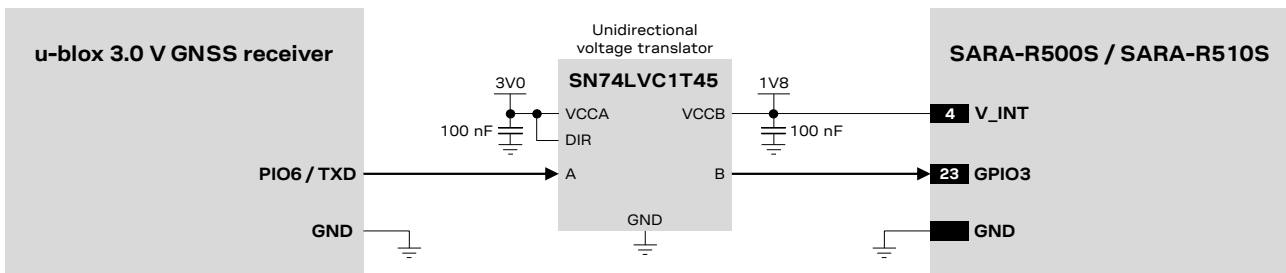 Unidirectional
voltage translator
u-blox 3.0 V GNSS receiver
SN74LVC1T45
SARA-R500S / SARA-R510S
3V0
1V8
VCCA
VCCB
4 V_INT
100 nF
100 nF
DIR
PIO6 / TXD
A
B
23 GPIO3
GND
GND
GND